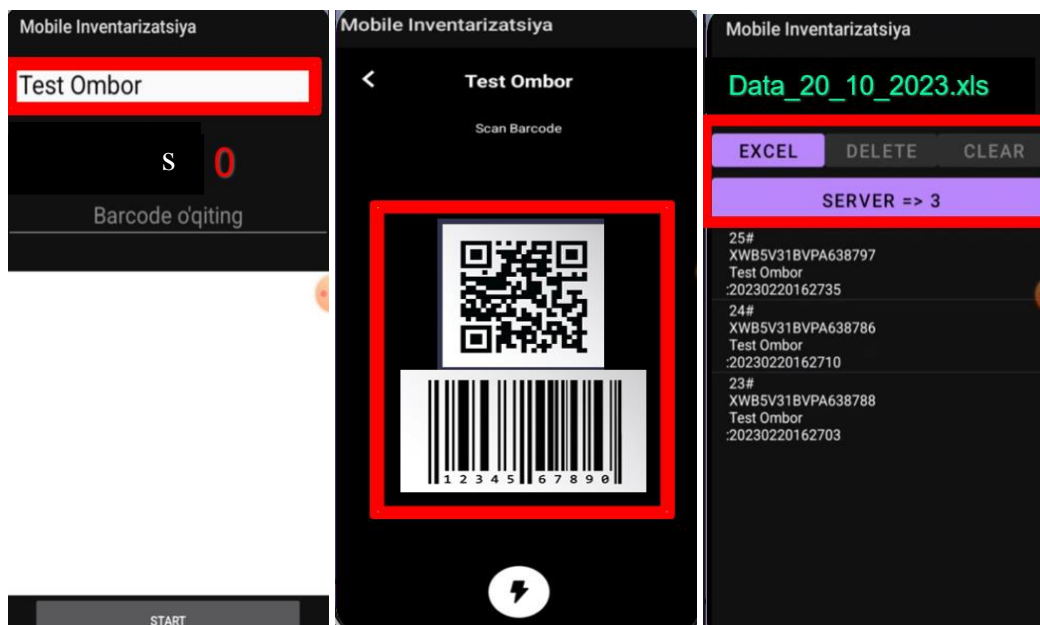 Mobile Inventarizatsiya
Test Ombor
S 0
Barcode o'qiting
START
Mobile Inventarizatsiya
Test Ombor
Scan Barcode
1 2 3 4 5 6 7 8 9 0
Mobile Inventarizatsiya
Data_20_10_2023.xls
EXCEL DELETE CLEAR
SERVER => 3
25#
XWB5V31BVPA638797
Test Ombor
:20230220162735
24#
XWB5V31BVPA638786
Test Ombor
:20230220162710
23#
XWB5V31BVPA638788
Test Ombor
:20230220162703